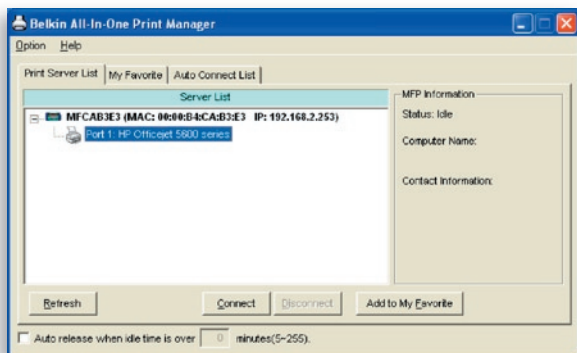 Belkin All-In-One Print Manager
Option Help
Print Server List My Favorite Auto Connect List
Server List
MFCAB3E3 (MAC: 00:00:B4:CA:B3:E3 IP: 192.168.2.253)
Port 1: HP Officejet 5600 series
MFP Information
Status: Idle
Computer Name:
Contact Information:
Refresh Connect Disconnect Add to My Favorite
Auto release when idle time is over 0 minutes(5~255).